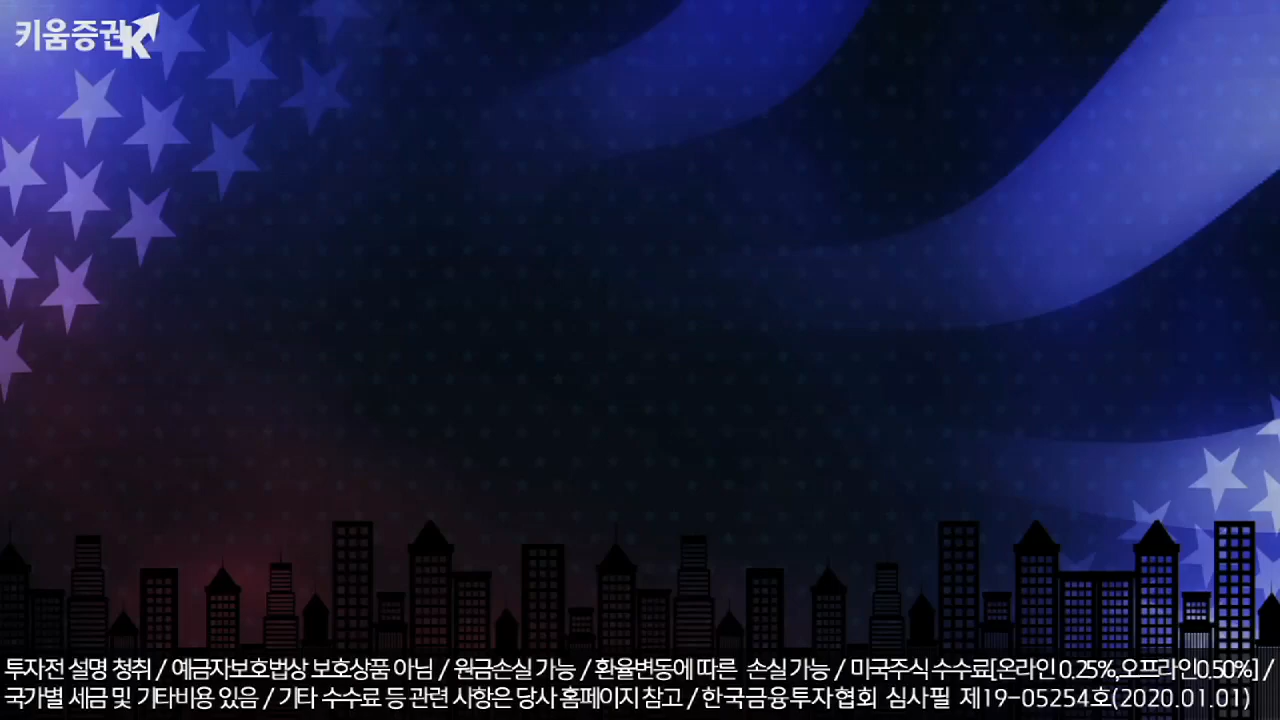 키움증권
투자전 설명 청취 / 예금자보호법상 보호상품 아님 / 원금손실 가능 / 환율변동에 따른 손실 가능 / 미국주식 수수료[온라인 0.25%,오프라인0.50%] /
국가별 세금 및 기타비용 있음 / 기타 수수료 등 관련 사항은 당사 홈페이지 참고 / 한국금융투자협회 심사필 제19-05254호(2020.01.01)